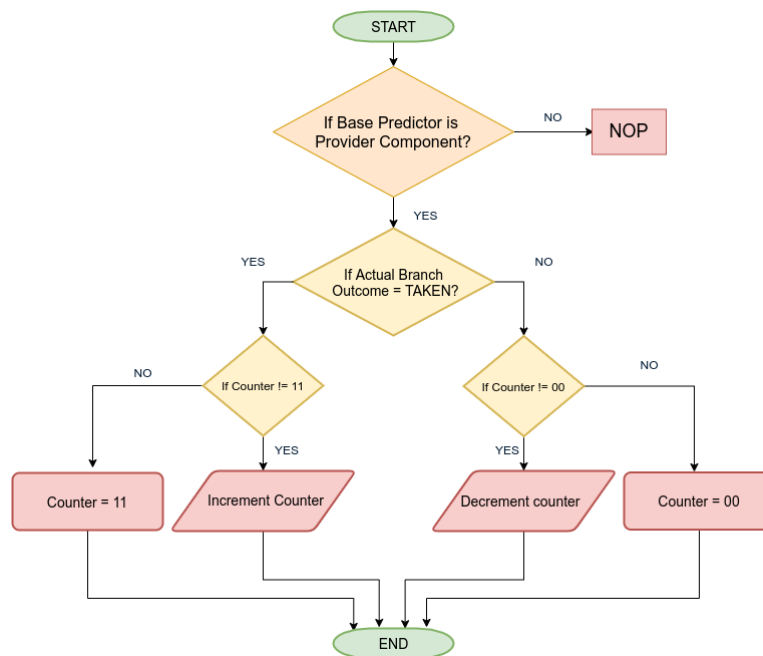 START
If Base Predictor is
Provider Component?
NO
NOP
YES
If Actual Branch
Outcome = TAKEN?
YES
NO
If Counter != 11
NO
YES
If Counter != 00
NO
YES
Counter = 11
Increment Counter
Decrement counter
Counter = 00
END